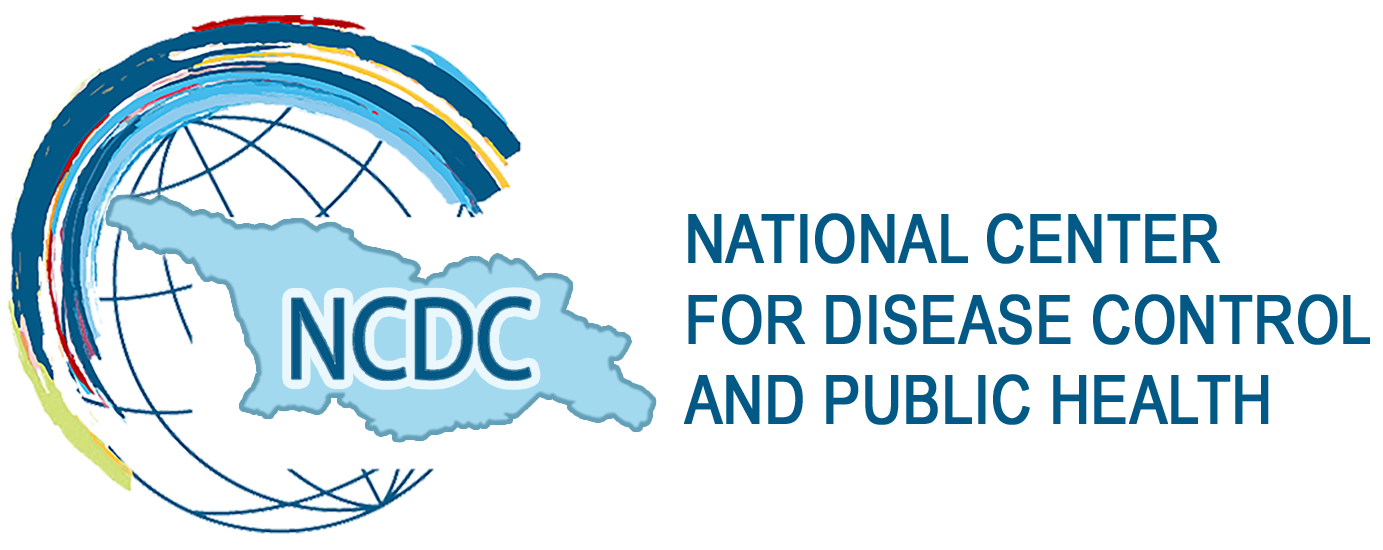 NCDC
NATIONAL CENTER
FOR DISEASE CONTROL
AND PUBLIC HEALTH